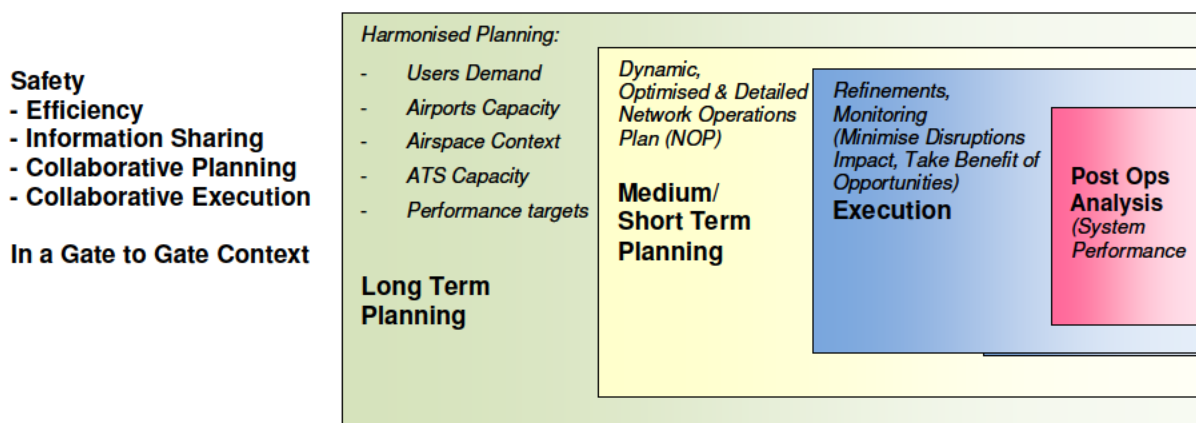 Safety
- Efficiency
- Information Sharing
- Collaborative Planning
- Collaborative Execution
In a Gate to Gate Context
Harmonised Planning:
- Users Demand
- Airports Capacity
- Airspace Context
- ATS Capacity
- Performance targets
Long Term
Planning
Dynamic,
Optimised & Detailed
Network Operations
Plan (NOP)
Medium/
Short Term
Planning
Refinements,
Monitoring
(Minimise Disruptions
Impact, Take Benefit of
Opportunities)
Execution
Post Ops
Analysis
(System
Performance